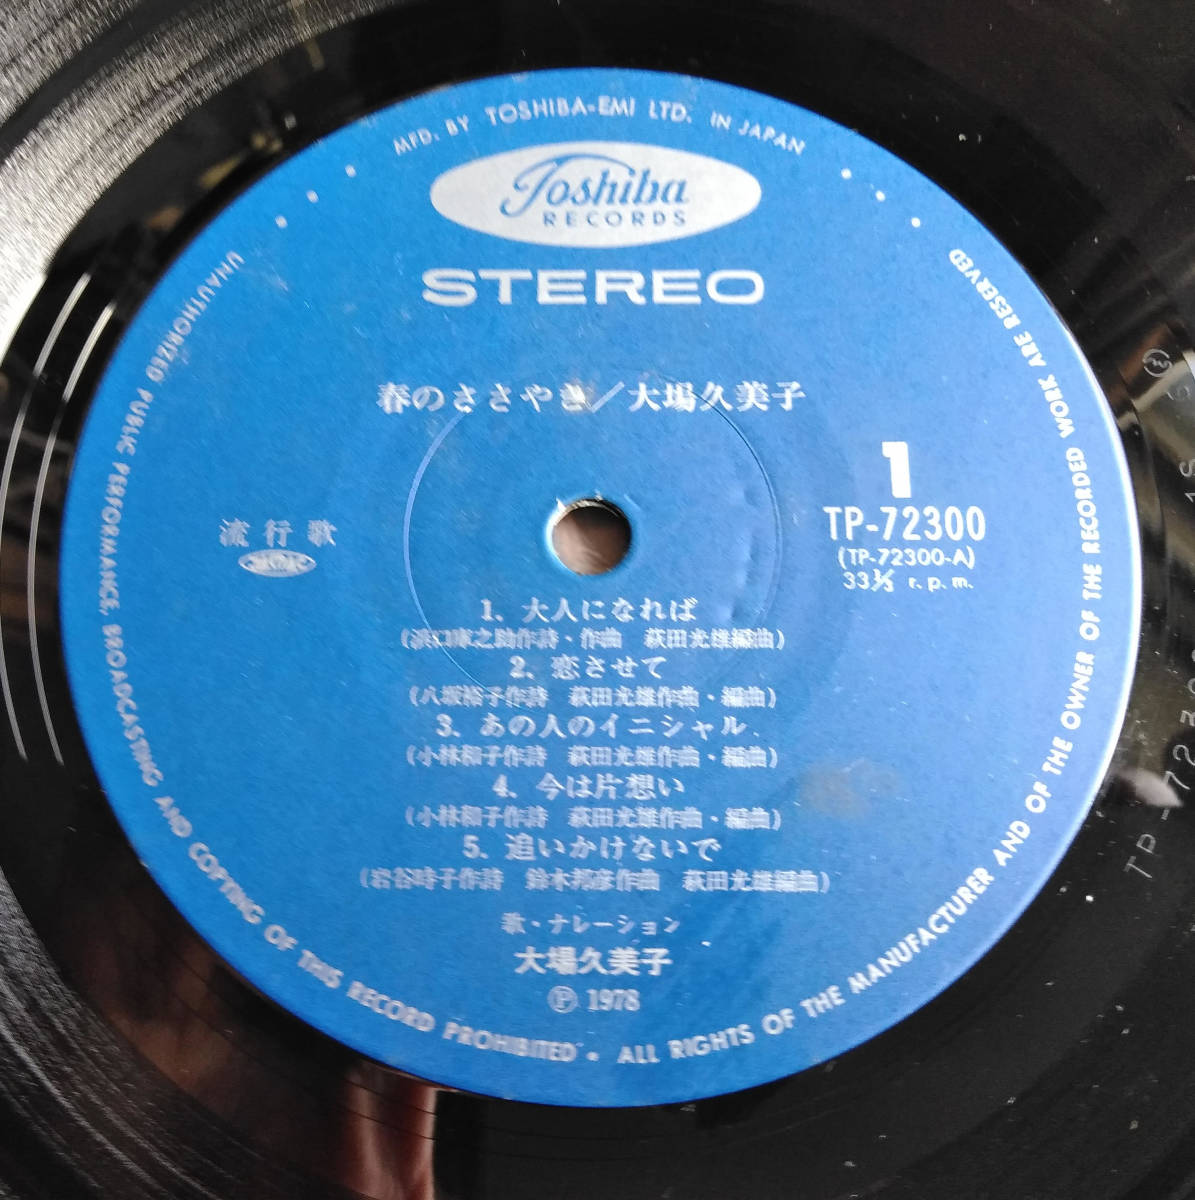 MFD. BY TOSHIBA-EMI LTD. IN JAPAN
Toshiba
RECORDS
STEREO
春のささやき/大場久美子
1
流行歌
TP-72300
(TP-72300-A)
33⅓ r.p.m.
1. 大人になれば
(浜口庫之助作詩・作曲 萩田光雄編曲)
2. 恋させて
(八坂裕子作詩 萩田光雄作曲・編曲)
3. あの人のイニシャル
(小林和子作詩 萩田光雄作曲・編曲)
4. 今は片想い
(小林和子作詩 萩田光雄作曲・編曲)
5. 追いかけないで
(岩谷時子作詩 鈴木邦彦作曲 萩田光雄編曲)
歌・ナレーション
大場久美子
Ⓟ 1978
UNAUTHORIZED PUBLIC PERFORMANCE, BROADCASTING AND COPYING OF THIS RECORD PROHIBITED • ALL RIGHTS OF THE MANUFACTURER AND OF THE OWNER OF THE RECORDED WORK ARE RESERVED